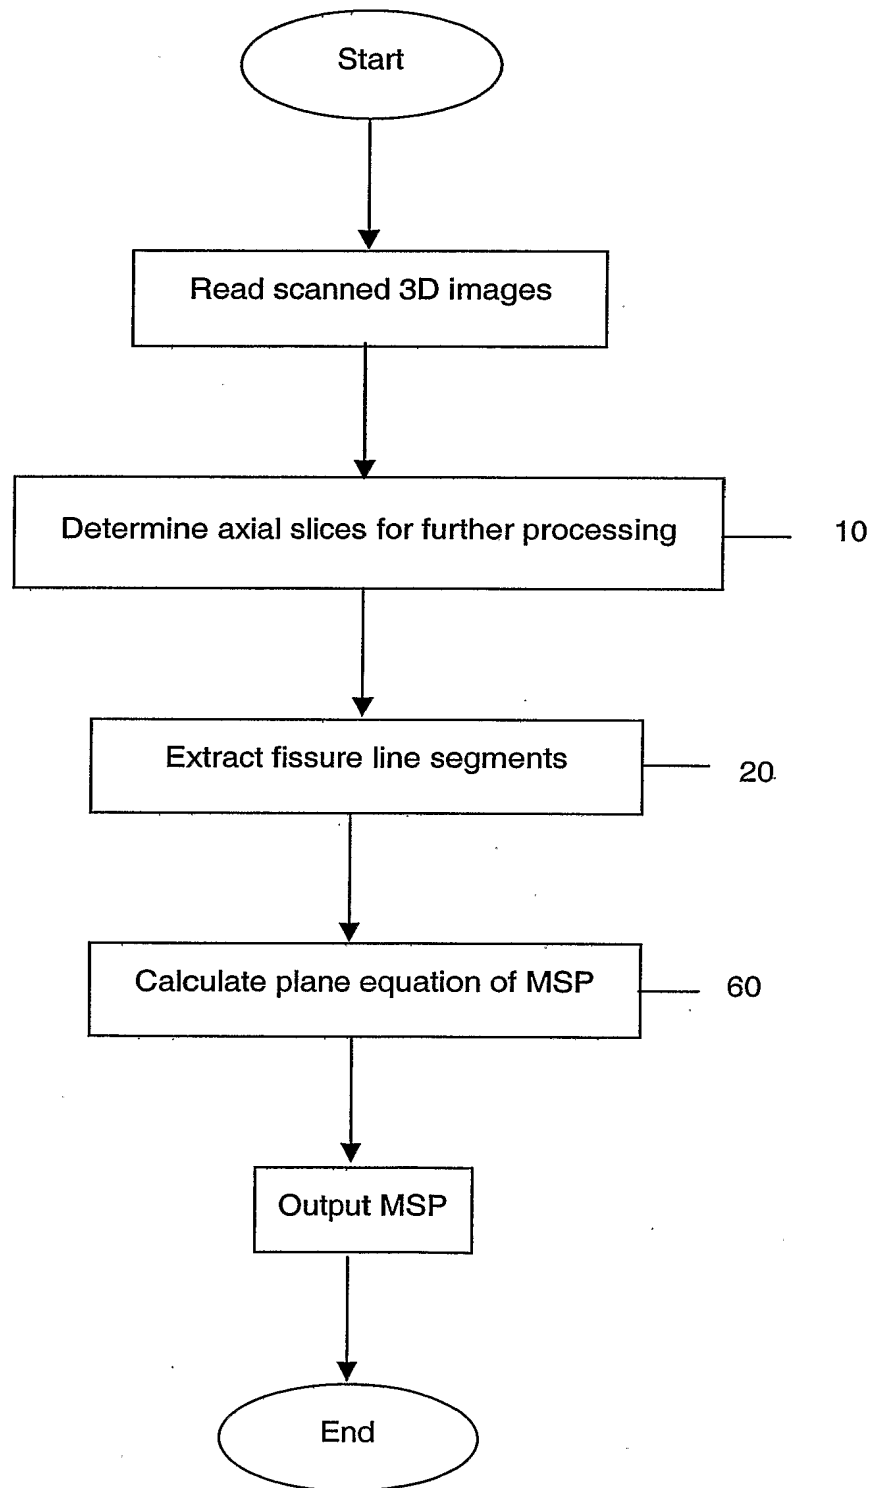 Start
Read scanned 3D images
Determine axial slices for further processing
10
Extract fissure line segments
20
Calculate plane equation of MSP
60
Output MSP
End